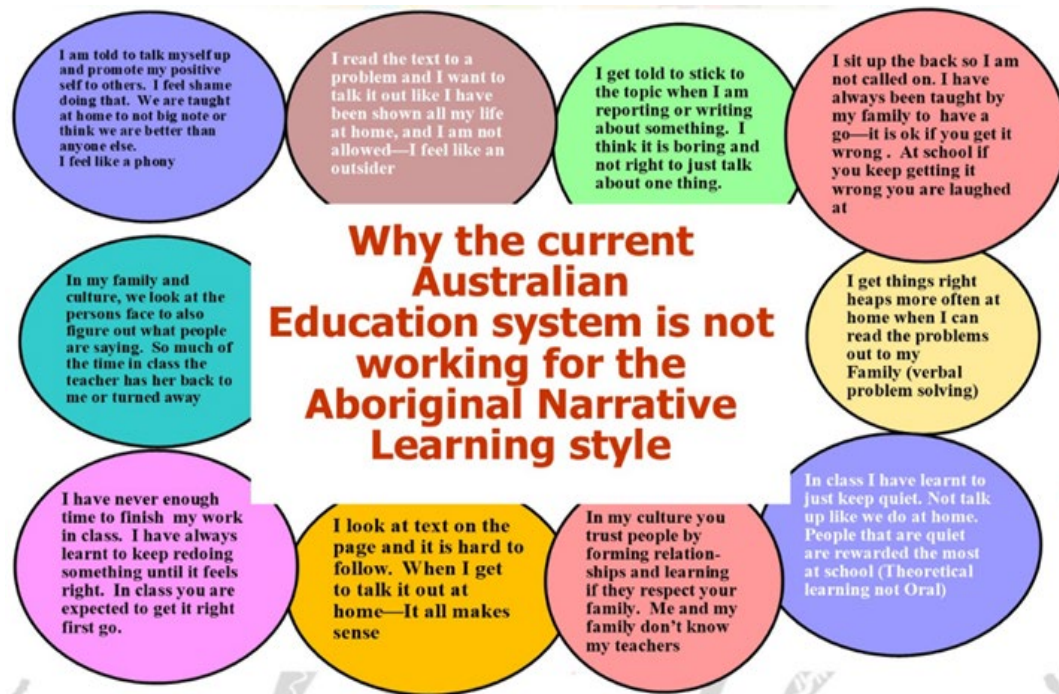 I am told to talk myself up
and promote my positive
self to others.  I feel shame
doing that.  We are taught
at home to not big note or
think we are better than
anyone else.
I feel like a phony
I read the text to a
problem and I want to
talk it out like I have
been shown all my life
at home, and I am not
allowed—I feel like an
outsider
I get told to stick to
the topic when I am
reporting or writing
about something.  I
think it is boring and
not right to just talk
about one thing.
I sit up the back so I am
not called on. I have
always been taught by
my family to  have a
go—it is ok if you get it
wrong .  At school if
you keep getting it
wrong you are laughed
at
Why the current
Australian
Education system is not
working for the
Aboriginal Narrative
Learning style
In my family and
culture, we look at the
persons face to also
figure out what people
are saying.  So much of
the time in class the
teacher has her back to
me or turned away
I get things right
heaps more often at
home when I can
read the problems
out to my
Family (verbal
problem solving)
I have never enough
time to finish  my work
in class.  I have always
learnt to keep redoing
something until it feels
right.  In class you are
expected to get it right
first go.
I look at text on the
page and it is hard to
follow.  When I get
to talk it out at
home—It all makes
sense
In my culture you
trust people by
forming relation-
ships and learning
if they respect your
family.  Me and my
family don't know
my teachers
In class I have learnt to
just keep quiet. Not talk
up like we do at home.
People that are quiet
are rewarded the most
at school (Theoretical
learning not Oral)